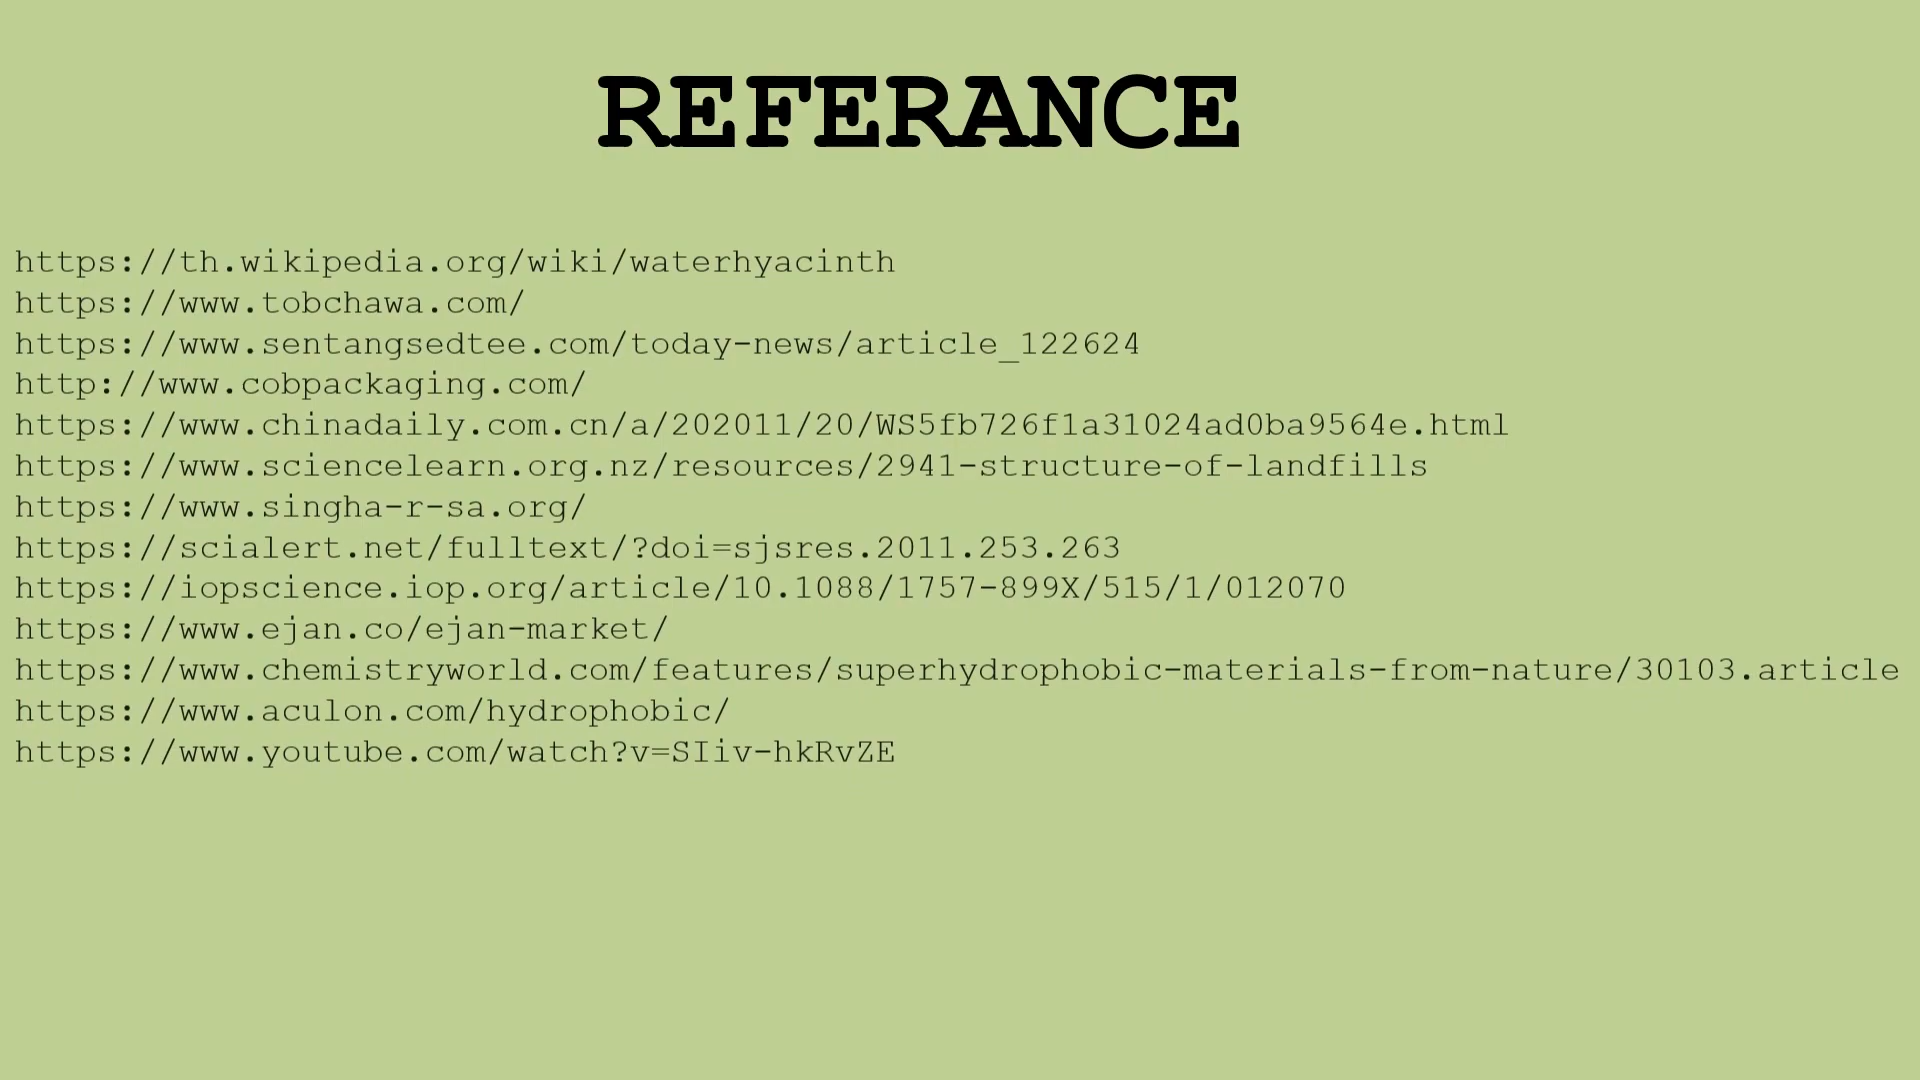 REFERANCE
https://th.wikipedia.org/wiki/waterhyacinth
https://www.tobchawa.com/
https://www.sentangsedtee.com/today-news/article_122624
http://www.cobpackaging.com/
https://www.chinadaily.com.cn/a/202011/20/WS5fb726f1a31024ad0ba9564e.html
https://www.sciencelearn.org.nz/resources/2941-structure-of-landfills
https://www.singha-r-sa.org/
https://scialert.net/fulltext/?doi=sjsres.2011.253.263
https://iopscience.iop.org/article/10.1088/1757-899X/515/1/012070
https://www.ejan.co/ejan-market/
https://www.chemistryworld.com/features/superhydrophobic-materials-from-nature/30103.article
https://www.aculon.com/hydrophobic/
https://www.youtube.com/watch?v=SIiv-hkRvZE